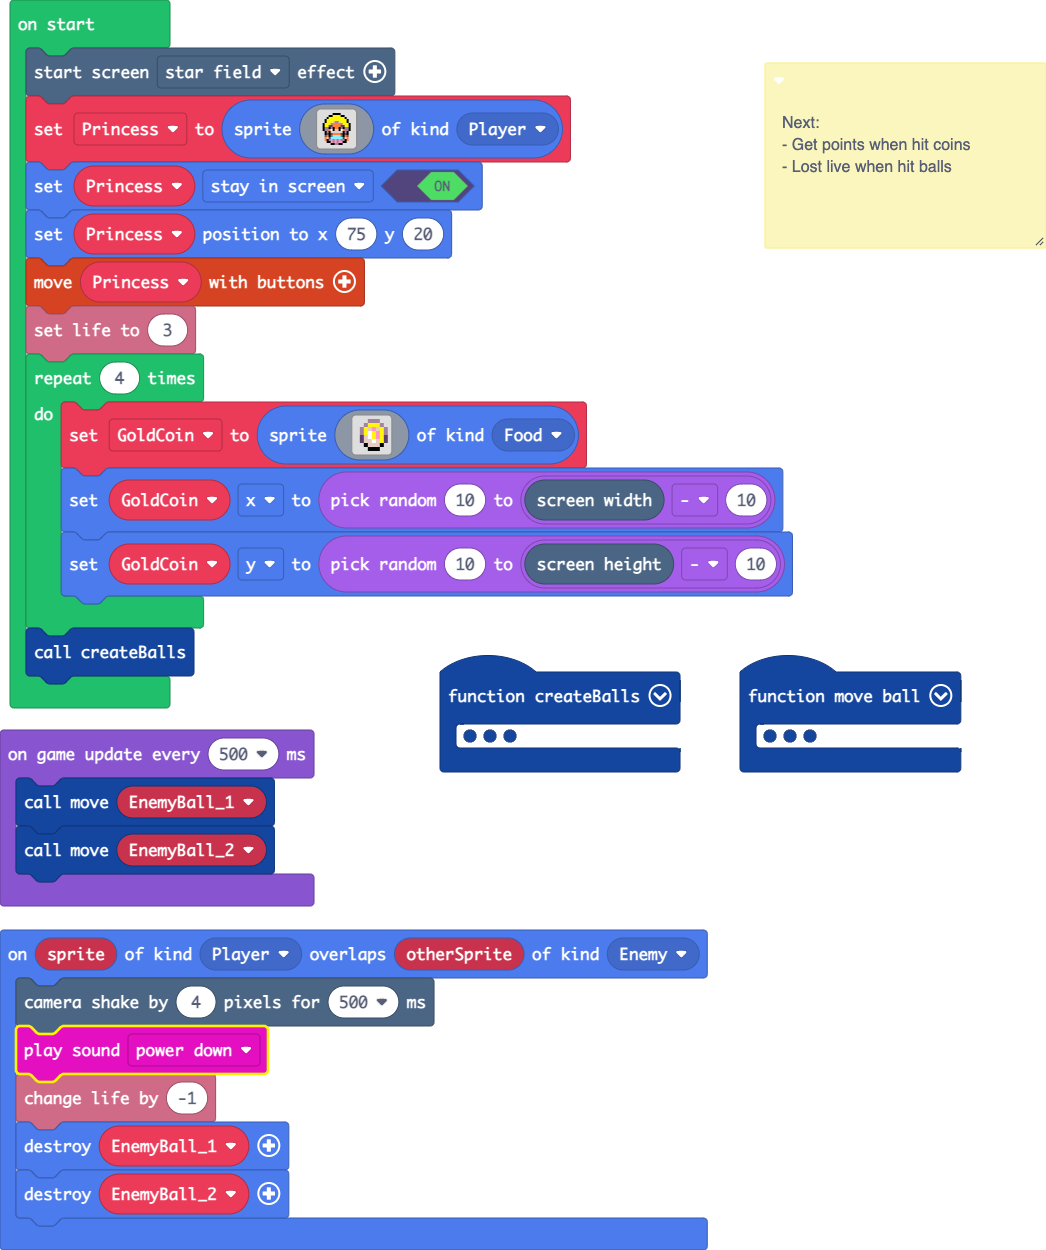 on start
start screen star field effect
set Princess to sprite of kind Player
set Princess stay in screen ON
set Princess position to x 75 y 20
move Princess with buttons
set life to 3
repeat 4 times
do
set GoldCoin to sprite of kind Food
set GoldCoin x to pick random 10 to screen width - 10
set GoldCoin y to pick random 10 to screen height - 10
call createBalls
Next:
- Get points when hit coins
- Lost live when hit balls
function createBalls
function move ball
on game update every 500 ms
call move EnemyBall_1
call move EnemyBall_2
on sprite of kind Player overlaps otherSprite of kind Enemy
camera shake by 4 pixels for 500 ms
play sound power down
change life by -1
destroy EnemyBall_1
destroy EnemyBall_2